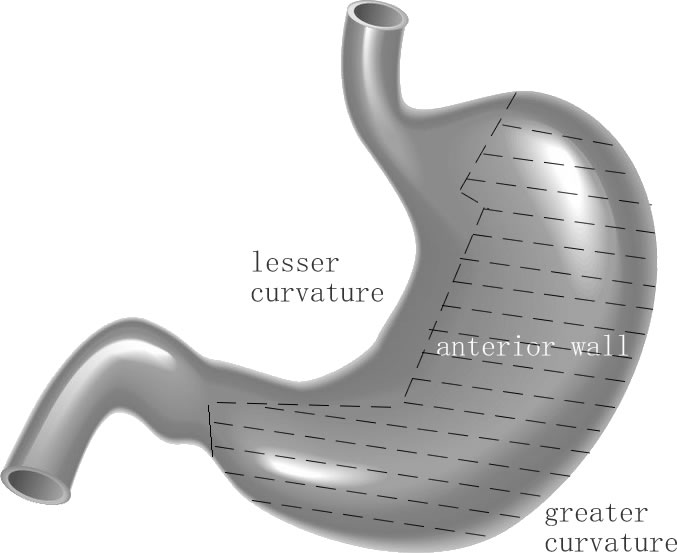 lesser
curvature
anterior wall
greater
curvature